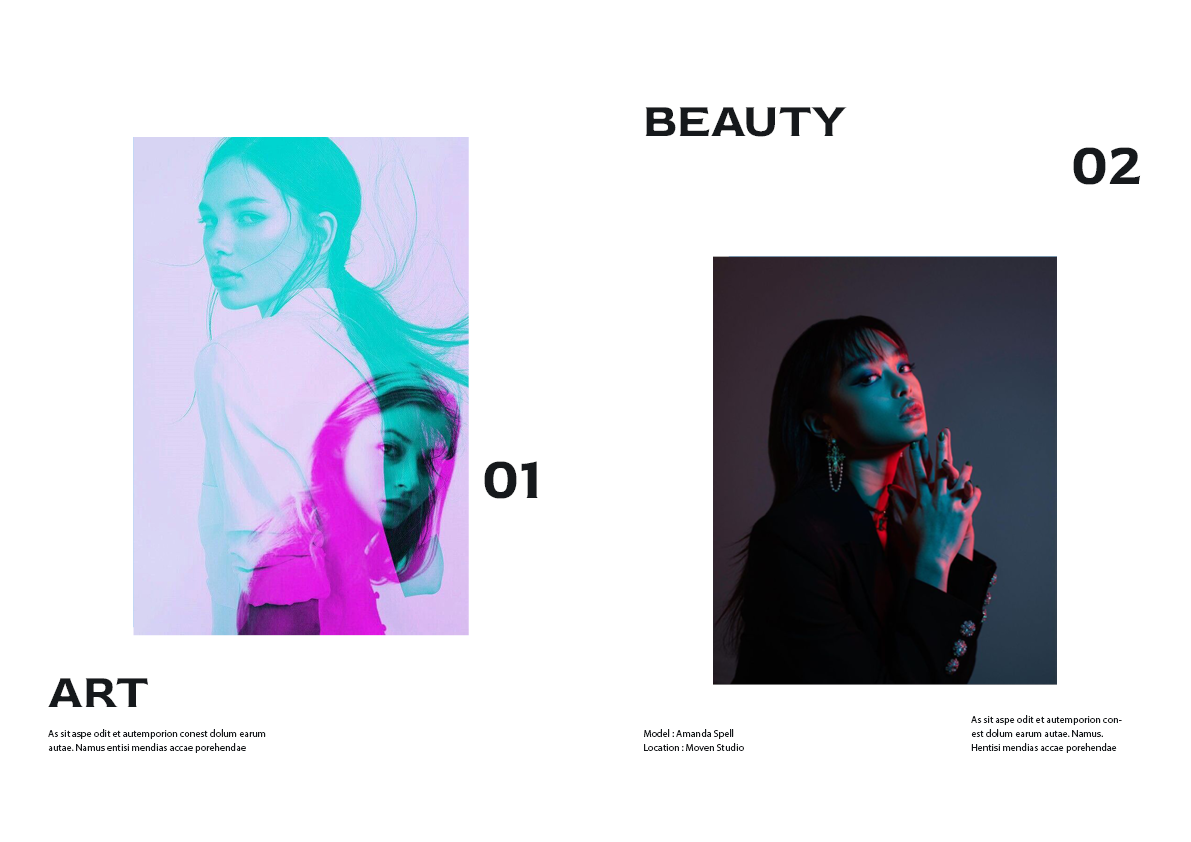 01
ART
As sit aspe odit et autemporion conest dolum earum
autae. Namus entisi mendias accae porehendae
BEAUTY
02
Model : Amanda Spell
Location : Moven Studio
As sit aspe odit et autemporion con-
est dolum earum autae. Namus.
Hentisi mendias accae porehendae